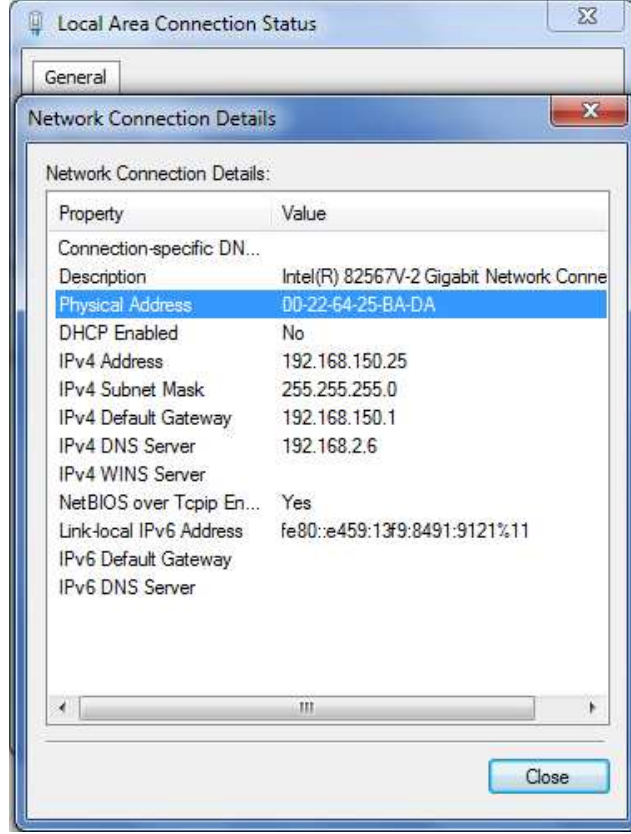 Local Area Connection Status
General
Network Connection Details
Network Connection Details:
Property Value
Connection-specific DN...
Description Intel(R) 82567V-2 Gigabit Network Conne
Physical Address 00-22-64-25-BA-DA
DHCP Enabled No
IPv4 Address 192.168.150.25
IPv4 Subnet Mask 255.255.255.0
IPv4 Default Gateway 192.168.150.1
IPv4 DNS Server 192.168.2.6
IPv4 WINS Server
NetBIOS over Tcpip En... Yes
Link-local IPv6 Address fe80::e459:13f9:8491:9121%11
IPv6 Default Gateway
IPv6 DNS Server
Close